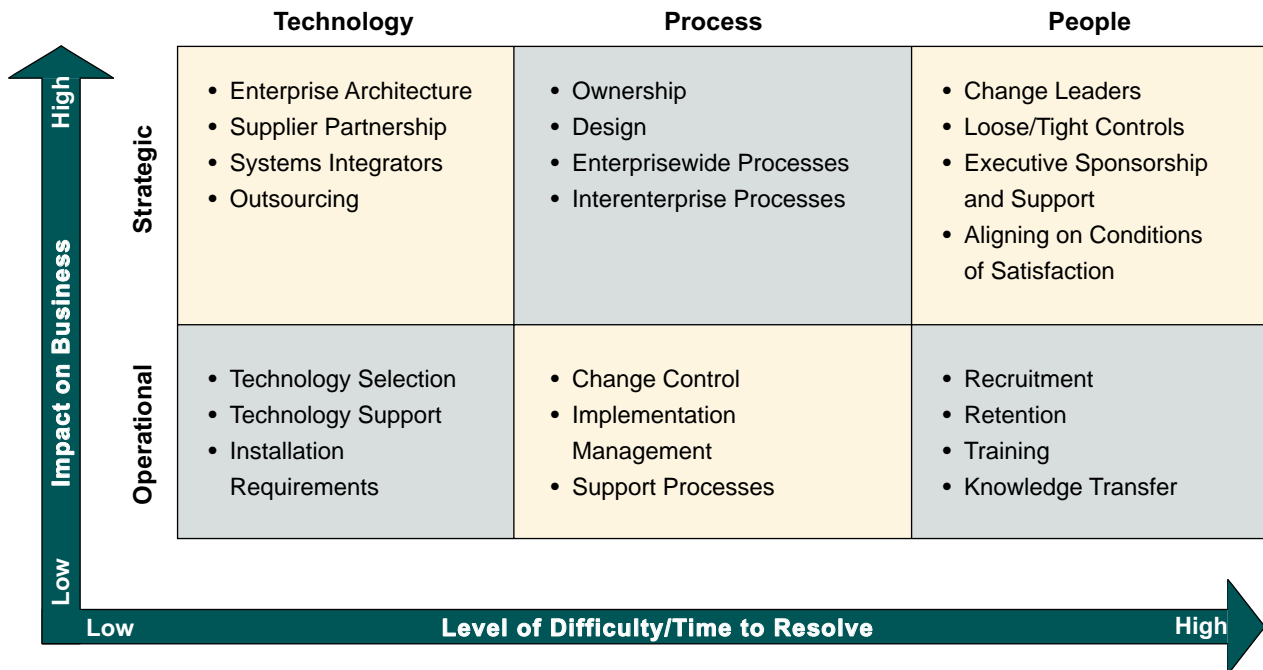 Technology
Process
People
High
Impact on Business
Low
Strategic
• Enterprise Architecture
• Supplier Partnership
• Systems Integrators
• Outsourcing
• Ownership
• Design
• Enterprisewide Processes
• Interenterprise Processes
• Change Leaders
• Loose/Tight Controls
• Executive Sponsorship
and Support
• Aligning on Conditions
of Satisfaction
Operational
• Technology Selection
• Technology Support
• Installation
Requirements
• Change Control
• Implementation
Management
• Support Processes
• Recruitment
• Retention
• Training
• Knowledge Transfer
Low
Level of Difficulty/Time to Resolve
High